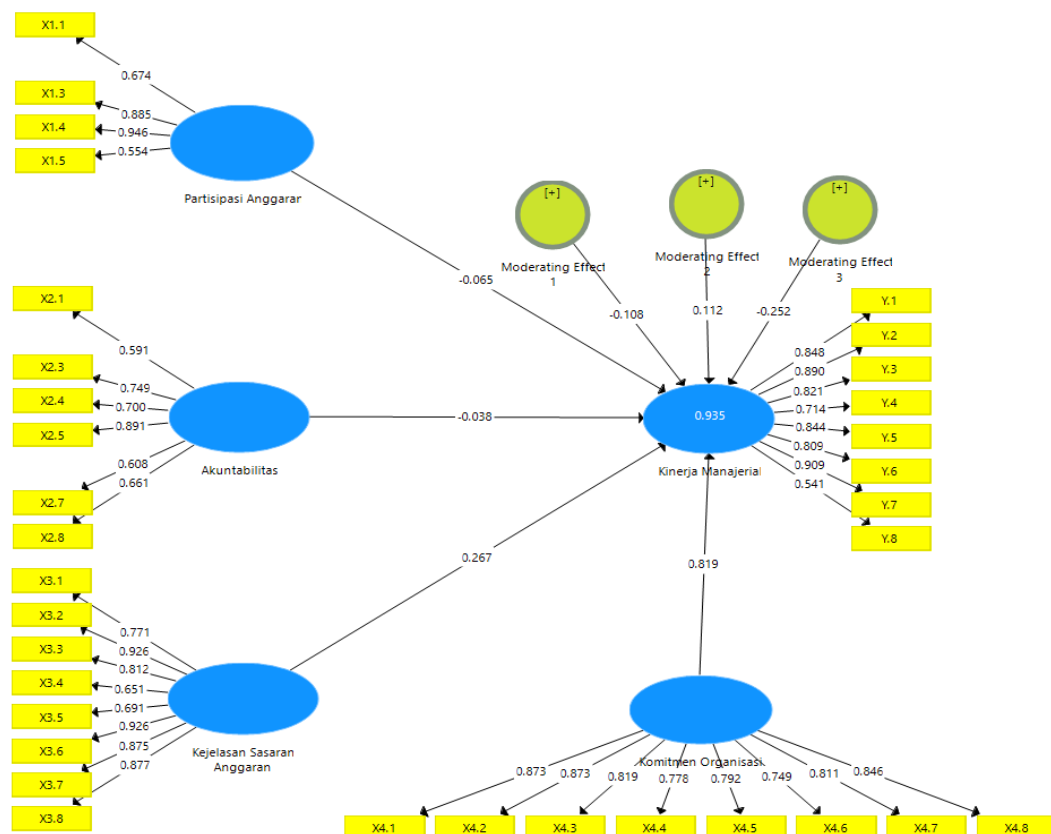 X1.1
0.674
X1.3
0.885
X1.4
0.946
X1.5
0.554
Partisipasi Anggarar
[+]
Moderating Effect
1
[+]
Moderating Effect
2
[+]
Moderating Effect
3
-0.065
-0.108
0.112
-0.252
X2.1
0.591
X2.3
0.749
X2.4
0.700
X2.5
0.891
0.608
0.661
X2.7
X2.8
Akuntabilitas
-0.038
0.935
Kinerja Manajerial
Y.1
0.848
Y.2
0.890
Y.3
0.821
Y.4
0.714
0.844
Y.5
0.809
Y.6
0.909
Y.7
0.541
Y.8
0.267
0.819
X3.1
0.771
X3.2
0.926
X3.3
0.812
X3.4
0.651
0.691
X3.5
0.926
X3.6
0.875
0.877
X3.7
X3.8
Kejelasan Sasaran
Anggaran
Komitmen Organisasi
0.873
0.873
0.819
0.778
0.792
0.749
0.811
0.846
X4.1
X4.2
X4.3
X4.4
X4.5
X4.6
X4.7
X4.8